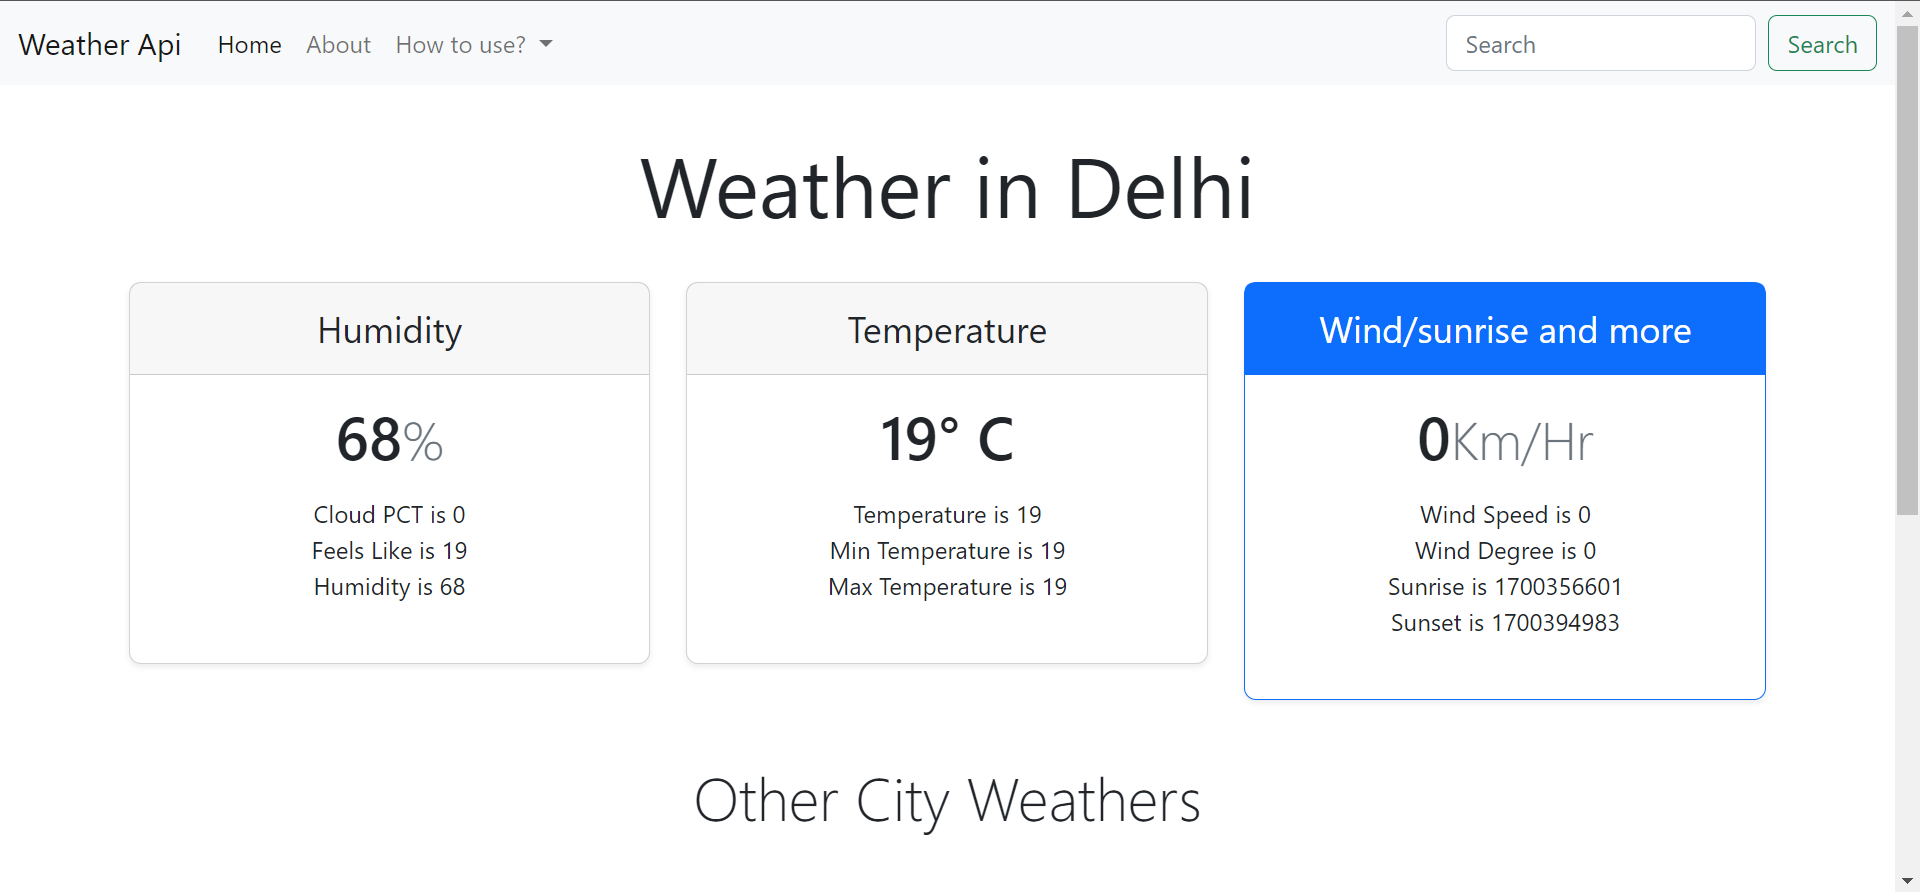 Weather Api Home About How to use? Search Search
Weather in Delhi
Humidity
68%
Cloud PCT is 0
Feels Like is 19
Humidity is 68
Temperature
19° C
Temperature is 19
Min Temperature is 19
Max Temperature is 19
Wind/sunrise and more
0Km/Hr
Wind Speed is 0
Wind Degree is 0
Sunrise is 1700356601
Sunset is 1700394983
Other City Weathers